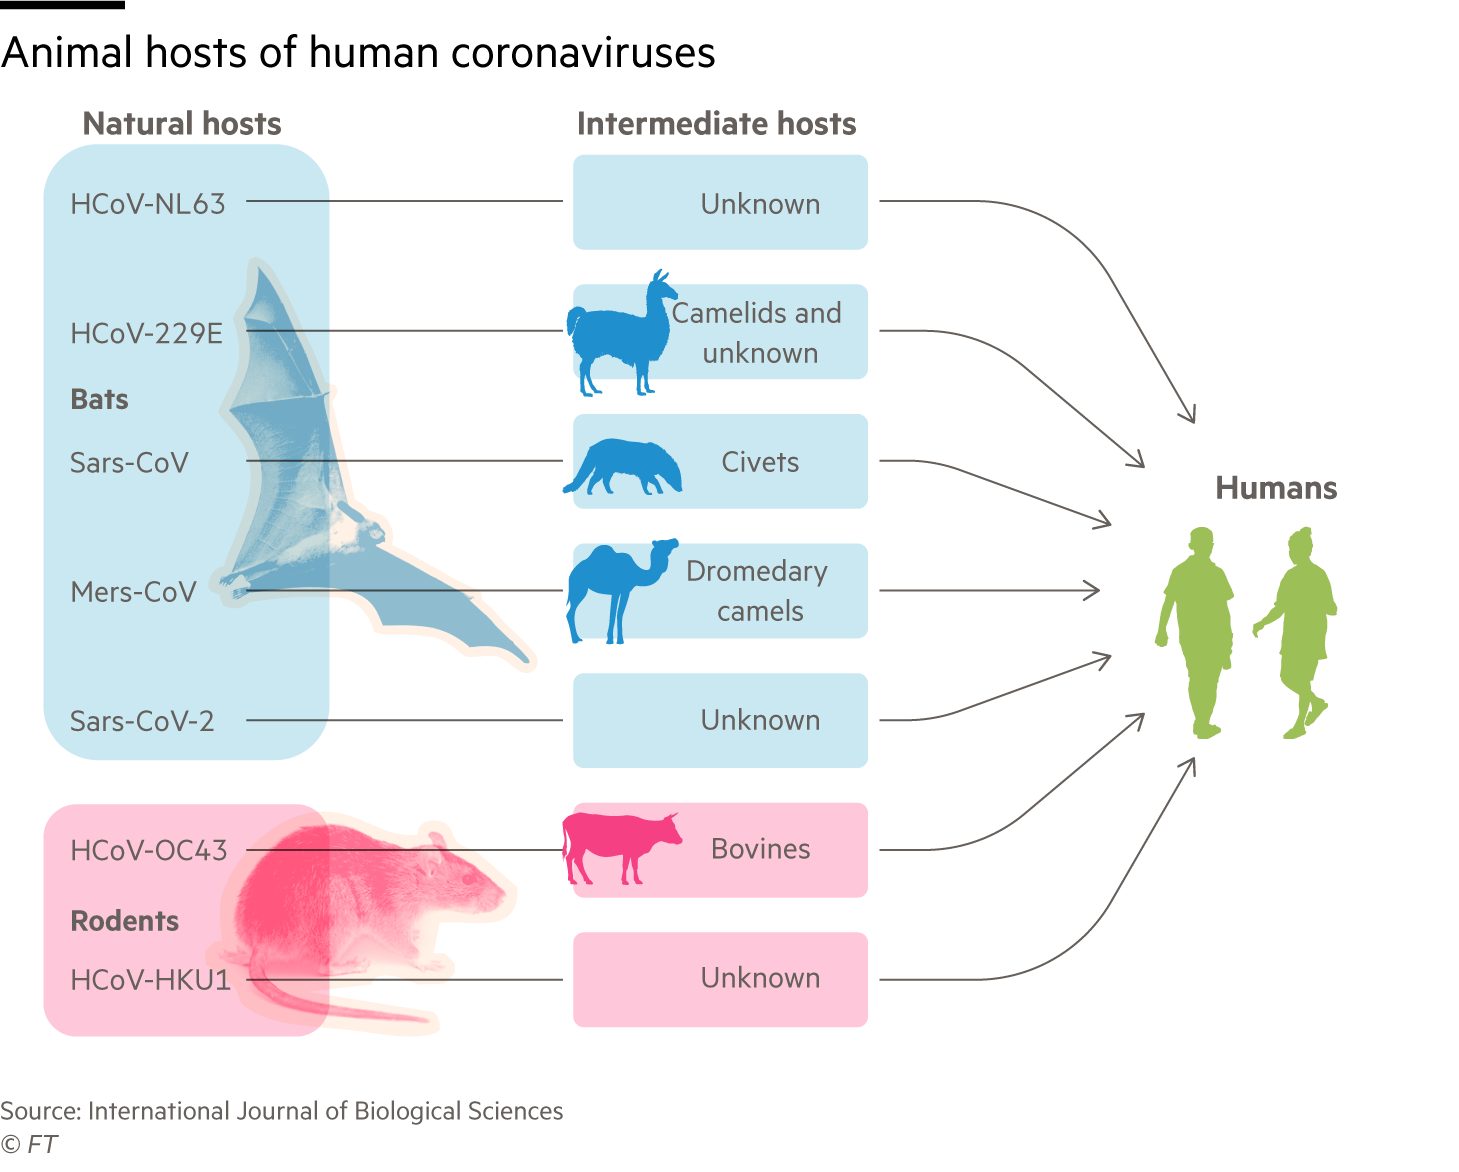 Animal hosts of human coronaviruses
Natural hosts
Intermediate hosts
HCoV-NL63
Unknown
HCoV-229E
Camelids and
unknown
Bats
Sars-CoV
Civets
Humans
Mers-CoV
Dromedary
camels
Sars-CoV-2
Unknown
HCoV-OC43
Bovines
Rodents
HCoV-HKU1
Unknown
Source: International Journal of Biological Sciences
© FT